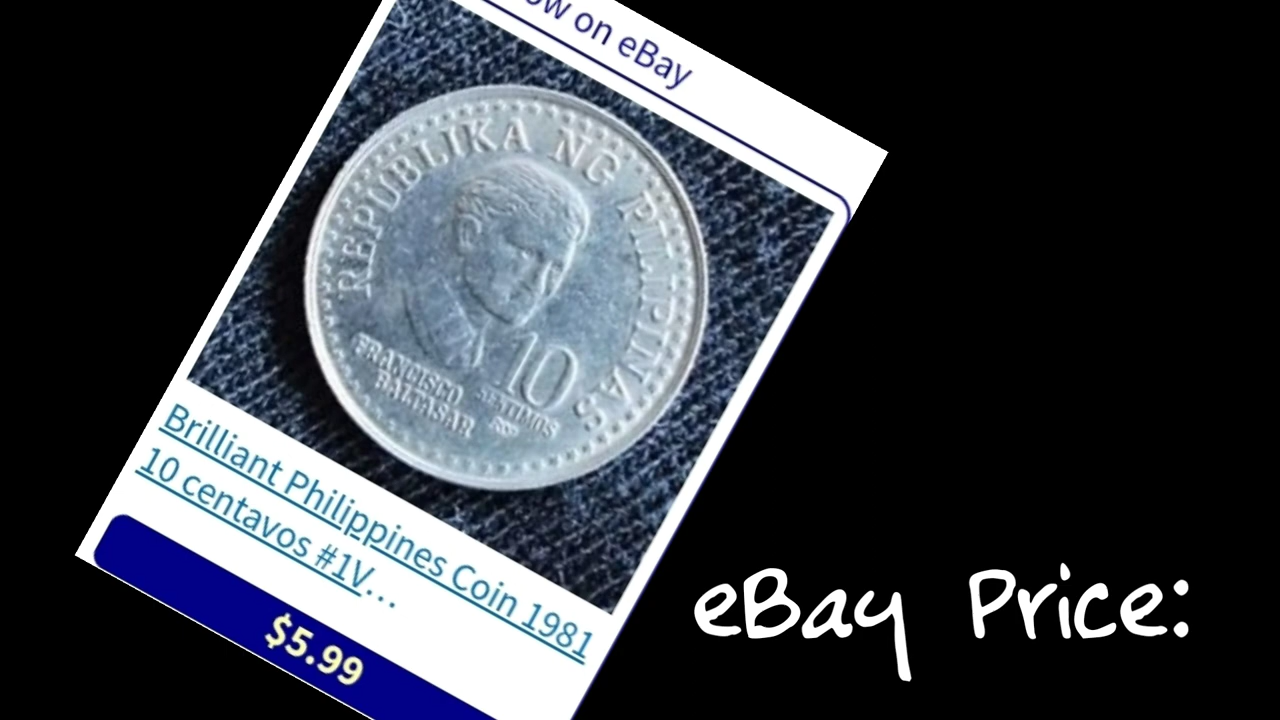 ow on eBay
REPUBLIKA NG PILIPINAS
10
SENTIMOS
FRANCISCO
BALTASAR
Brilliant Philippines Coin 1981
10 centavos #1V...
$5.99
eBay Price: